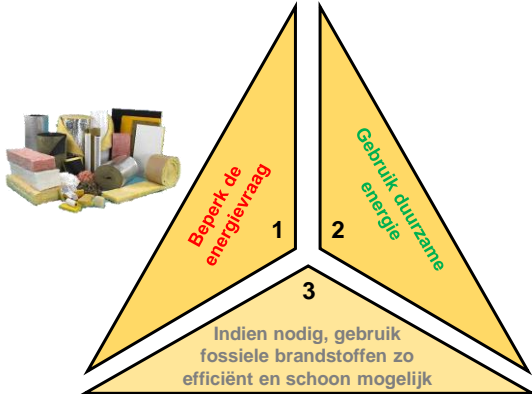 Beperk de
energievraag
1
2
Gebruik duurzame
energie
3
Indien nodig, gebruik
fossiele brandstoffen zo
efficiënt en schoon mogelijk